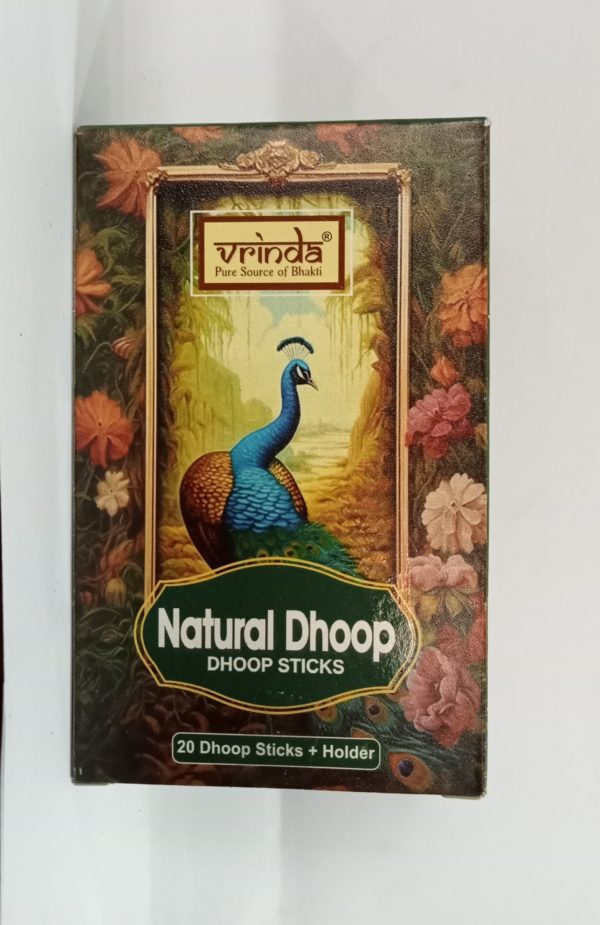 vrinda®
Pure Source of Bhakti
Natural Dhoop
DHOOP STICKS
20 Dhoop Sticks + Holder